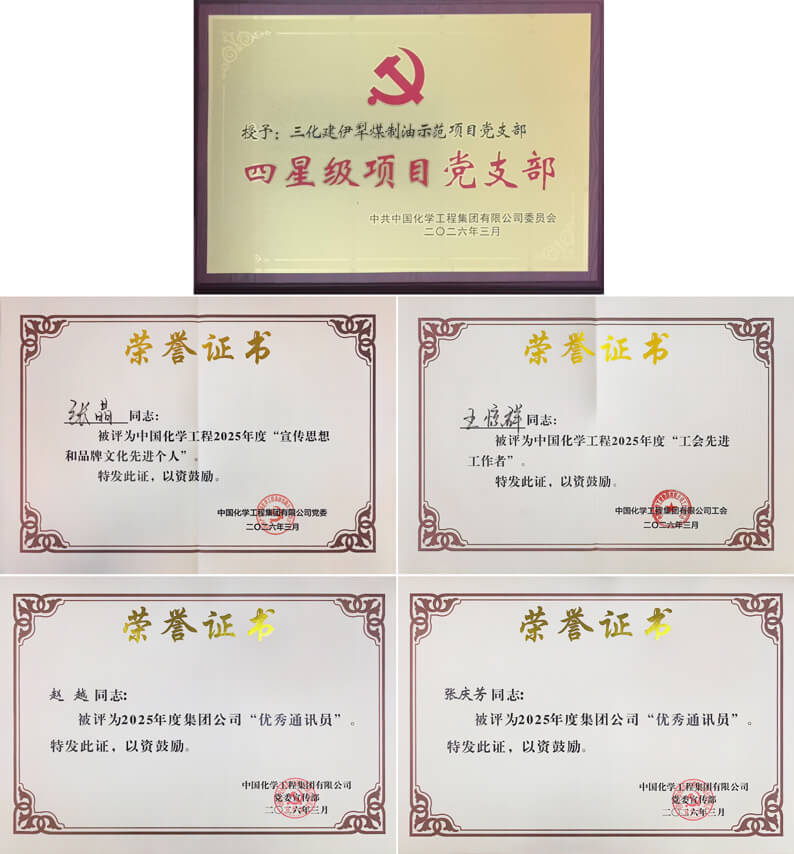 授予：三化建伊犁煤制油示范项目党支部
四星级项目党支部
中共中国化学工程集团有限公司委员会
二〇二六年三月
荣誉证书
张晶同志：
被评为中国化学工程2025年度“宣传思想
和品牌文化先进个人”。
特发此证，以资鼓励。
中国化学工程集团有限公司党委
二〇二六年三月
荣誉证书
同志：
被评为中国化学工程2025年度“工会先进
工作者”。
特发此证，以资鼓励。
中国化学工程集团有限公司工会
二〇二六年三月
荣誉证书
赵越同志：
被评为2025年度集团公司“优秀通讯员”。
特发此证，以资鼓励。
中国化学工程集团有限公司
党委宣传部
二〇二六年三月
荣誉证书
张庆芳同志：
被评为2025年度集团公司“优秀通讯员”。
特发此证，以资鼓励。
中国化学工程集团有限公司
党委宣传部
二〇二六年三月